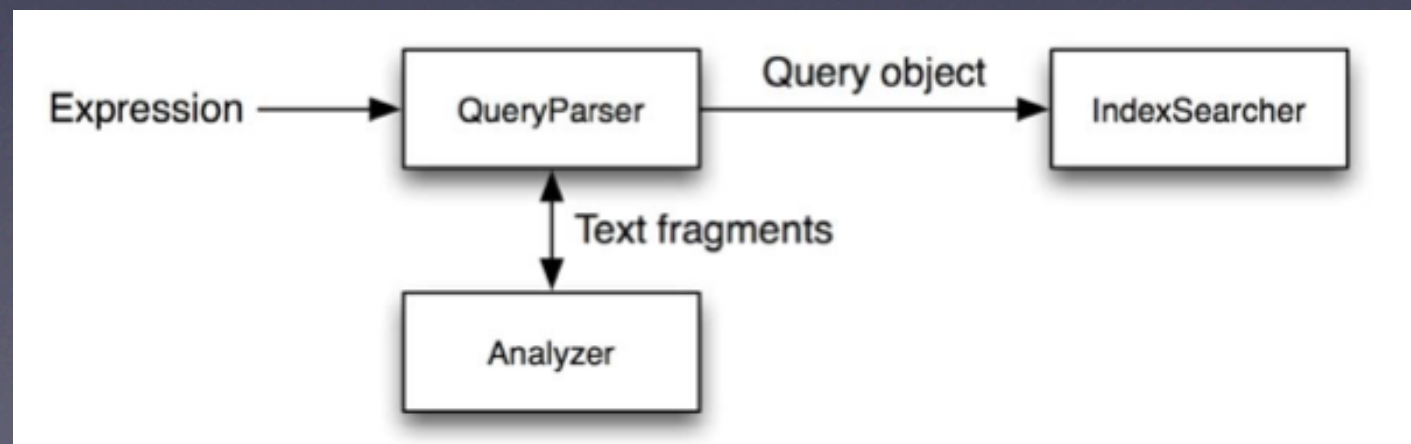 Query object
Expression
QueryParser
IndexSearcher
Text fragments
Analyzer